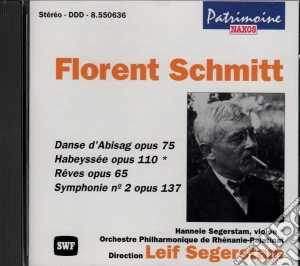 Stéréo - DDD - 8.550636
Patrimoine
NAXOS
Florent Schmitt
Danse d'Abisag opus 75
Habeyssée opus 110 *
Rêves opus 65
Symphonie nº 2 opus 137
Hannele Segerstam, violon *
Orchestre Philharmonique de Rhénanie-Palatinat
Direction Leif Segerstam
SWF